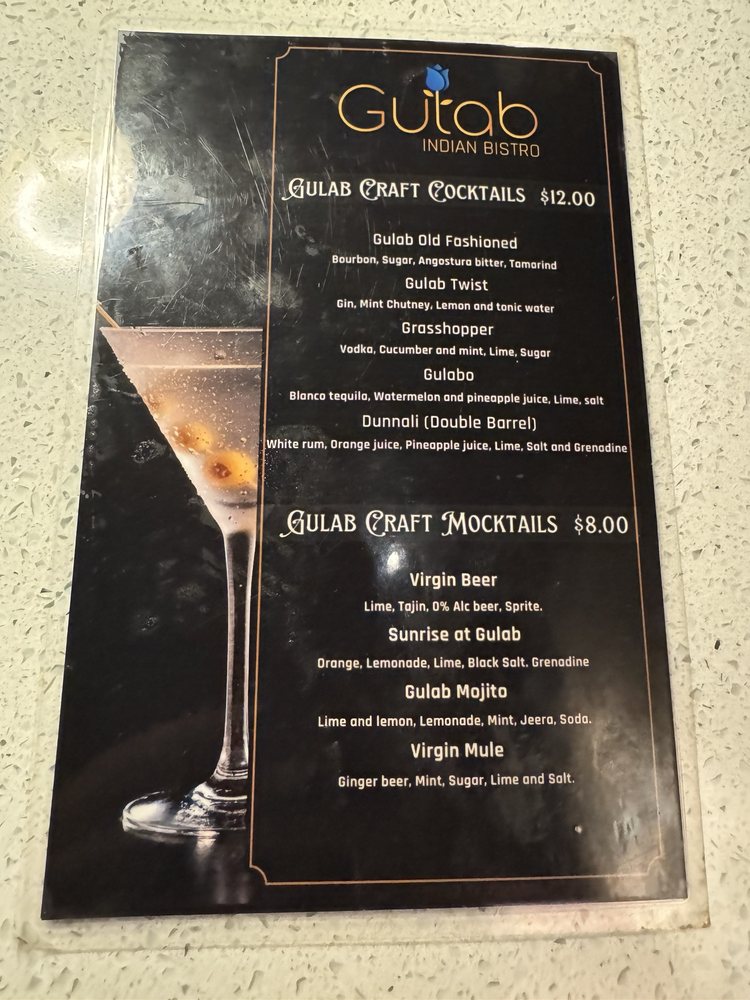 Gulab
INDIAN BISTRO
GULAB CRAFT COCKTAILS $12.00
Gulab Old Fashioned
Bourbon, Sugar, Angostura bitter, Tamarind
Gulab Twist
Gin, Mint Chutney, Lemon and tonic water
Grasshopper
Vodka, Cucumber and mint, Lime, Sugar
Gulabo
Blanco tequila, Watermelon and pineapple juice, Lime, salt
Dunnali (Double Barrel)
White rum, Orange juice, Pineapple juice, Lime, Salt and Grenadine
GULAB CRAFT MOCKTAILS $8.00
Virgin Beer
Lime, Tajin, 0% Alc beer, Sprite.
Sunrise at Gulab
Orange, Lemonade, Lime, Black Salt. Grenadine
Gulab Mojito
Lime and lemon, Lemonade, Mint, Jeera, Soda.
Virgin Mule
Ginger beer, Mint, Sugar, Lime and Salt.